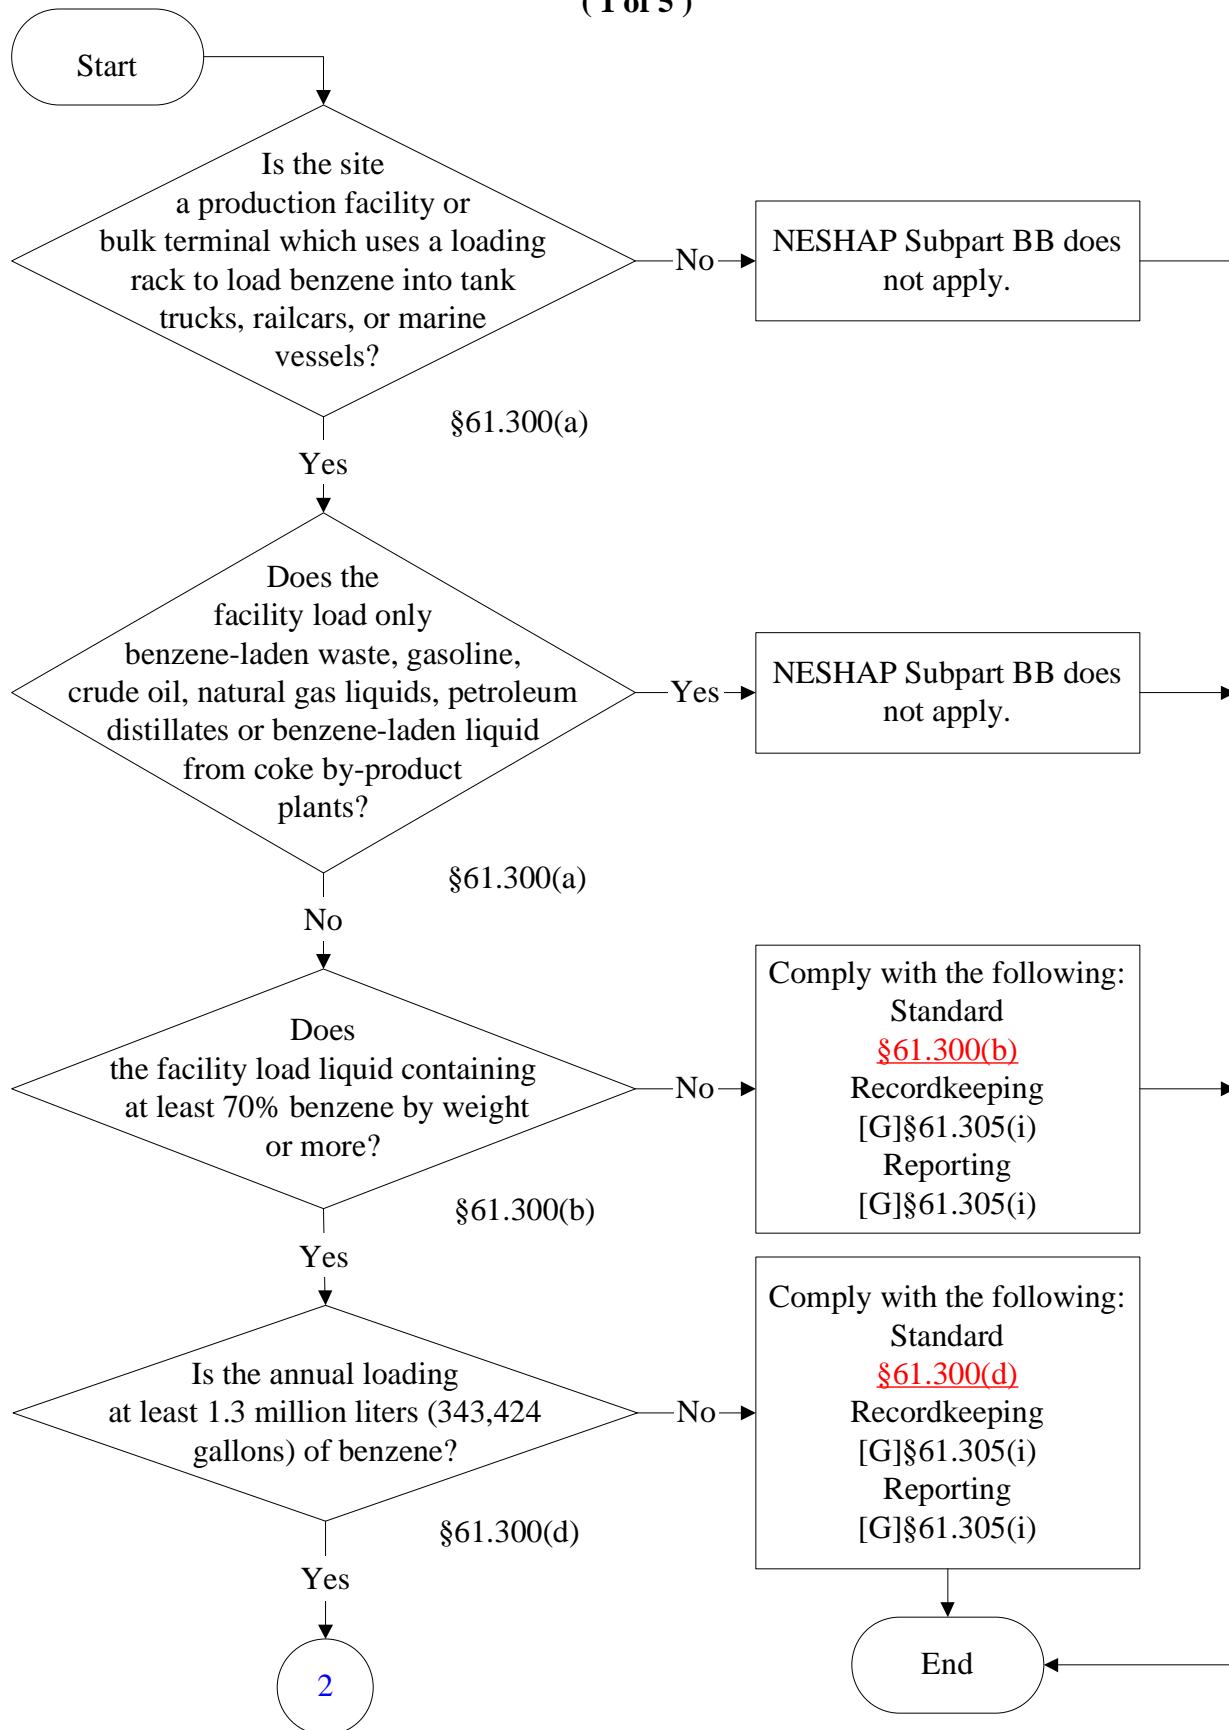 ( 1 of 5 )
Start
Is the site
a production facility or
bulk terminal which uses a loading
rack to load benzene into tank
trucks, railcars, or marine
vessels?
No
NESHAP Subpart BB does
not apply.
§61.300(a)
Yes
Does the
facility load only
benzene-laden waste, gasoline,
crude oil, natural gas liquids, petroleum
distillates or benzene-laden liquid
from coke by-product
plants?
Yes
NESHAP Subpart BB does
not apply.
§61.300(a)
No
Does
the facility load liquid containing
at least 70% benzene by weight
or more?
No
Comply with the following:
Standard
§61.300(b)
Recordkeeping
[G]§61.305(i)
Reporting
[G]§61.305(i)
§61.300(b)
Yes
Is the annual loading
at least 1.3 million liters (343,424
gallons) of benzene?
No
Comply with the following:
Standard
§61.300(d)
Recordkeeping
[G]§61.305(i)
Reporting
[G]§61.305(i)
§61.300(d)
Yes
2
End